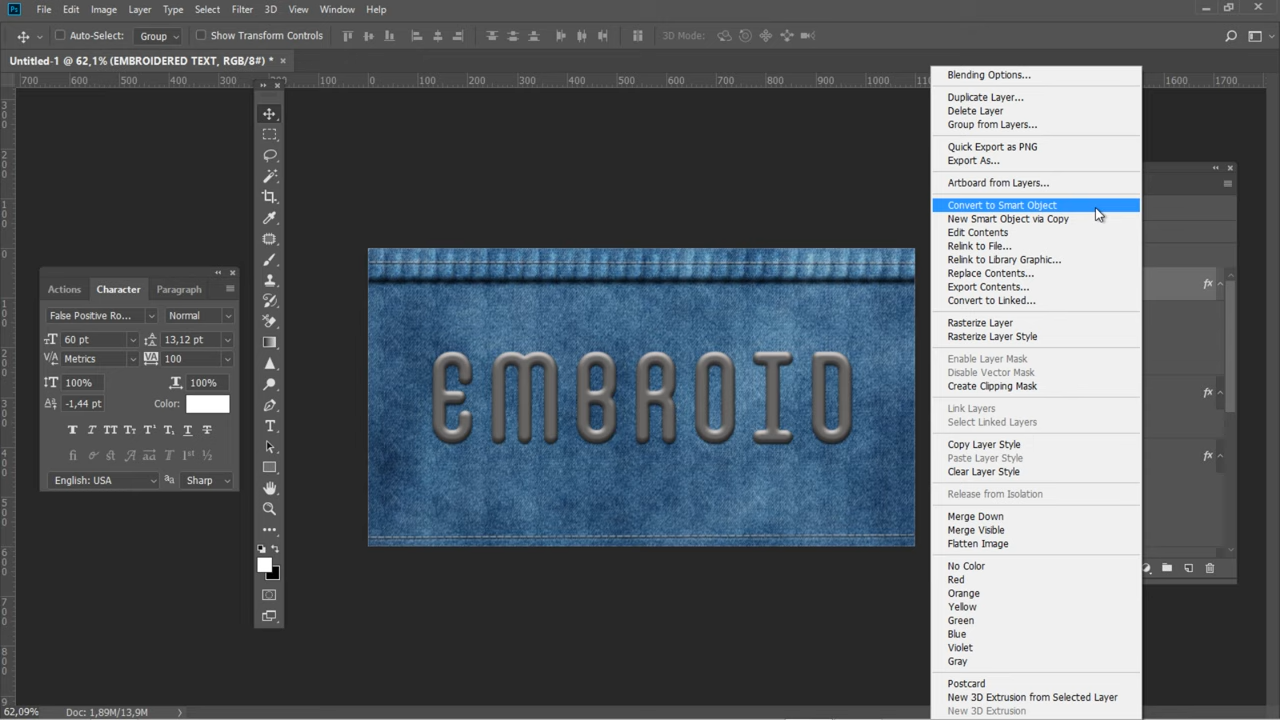 Ps File Edit Image Layer Type Select Filter 3D View Window Help
Auto-Select: Group Show Transform Controls 3D Mode:
Untitled-1 @ 62,1% (EMBROIDERED TEXT, RGB/8#) * ×
700 600 500 400 300 200 100 0 100 200 300 400 500 600 700 800 900 1000 1600 1700
Actions Character Paragraph
False Positive Ro... Normal
60 pt 13,12 pt
Metrics 100
100% 100%
-1,44 pt Color:
English: USA Sharp
EMBROID
Blending Options...
Duplicate Layer...
Delete Layer
Group from Layers...
Quick Export as PNG
Export As...
Artboard from Layers...
Convert to Smart Object
New Smart Object via Copy
Edit Contents
Relink to File...
Relink to Library Graphic...
Replace Contents...
Export Contents...
Convert to Linked...
Rasterize Layer
Rasterize Layer Style
Enable Layer Mask
Disable Vector Mask
Create Clipping Mask
Link Layers
Select Linked Layers
Copy Layer Style
Paste Layer Style
Clear Layer Style
Release from Isolation
Merge Down
Merge Visible
Flatten Image
No Color
Red
Orange
Yellow
Green
Blue
Violet
Gray
Postcard
New 3D Extrusion from Selected Layer
New 3D Extrusion
fx
fx
fx
62,09% Doc: 1,89M/13,9M